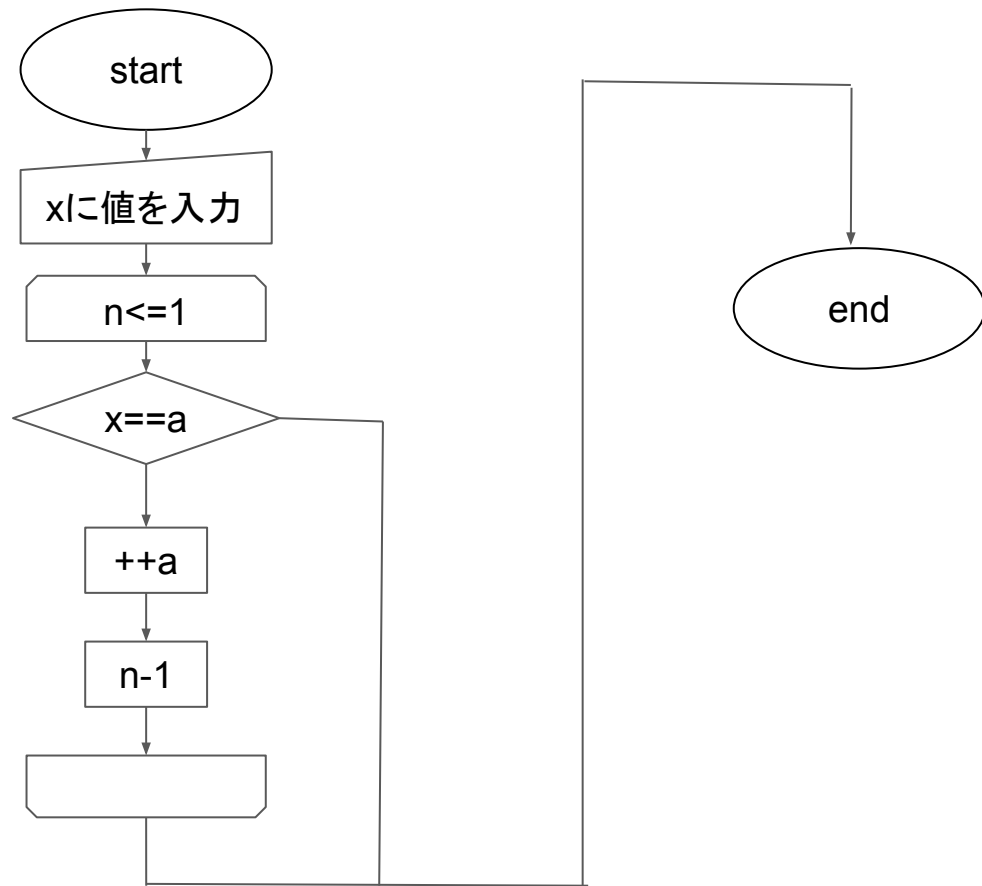 start
xに値を入力
n<=1
x==a
++a
n-1
end